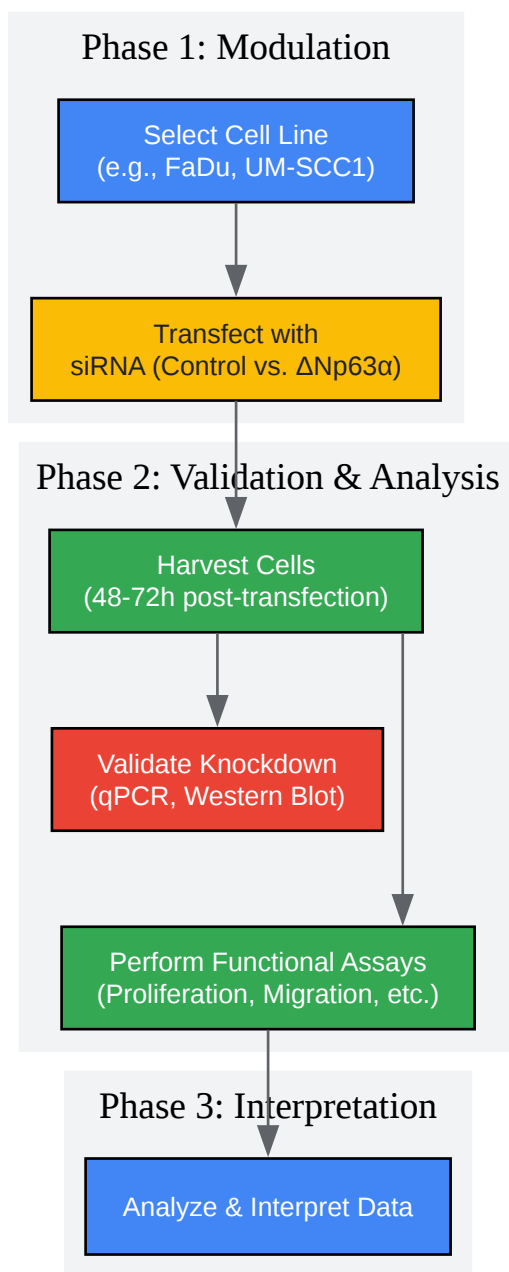 Phase 1: Modulation
Select Cell Line
(e.g., FaDu, UM-SCC1)
Transfect with
siRNA (Control vs. ΔNp63α)
Phase 2: Validation & Analysis
Harvest Cells
(48-72h post-transfection)
Validate Knockdown
(qPCR, Western Blot)
Perform Functional Assays
(Proliferation, Migration, etc.)
Phase 3: Interpretation
Analyze & Interpret Data